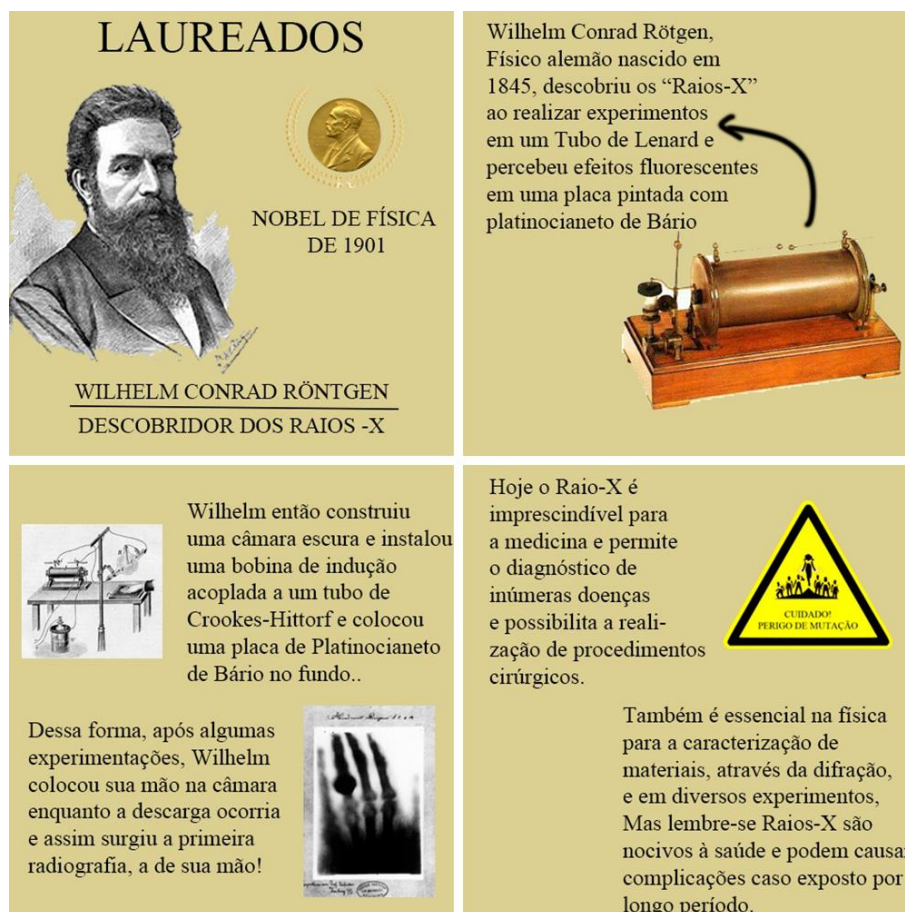 LAUREADOS
NOBEL DE FÍSICA
DE 1901
WILHELM CONRAD RÖNTGEN
DESCOBRIDOR DOS RAIOS -X
Wilhelm Conrad Rötgen,
Físico alemão nascido em
1845, descobriu os “Raios-X”
ao realizar experimentos
em um Tubo de Lenard e
percebeu efeitos fluorescentes
em uma placa pintada com
platinocianeto de Bário
Wilhelm então construiu
uma câmara escura e instalou
uma bobina de indução
acoplada a um tubo de
Crookes-Hittorf e colocou
uma placa de Platinocianeto
de Bário no fundo..
Dessa forma, após algumas
experimentações, Wilhelm
colocou sua mão na câmara
enquanto a descarga ocorria
e assim surgiu a primeira
radiografia, a de sua mão!
Hoje o Raio-X é
imprescindível para
a medicina e permite
o diagnóstico de
inúmeras doenças
e possibilita a reali-
zação de procedimentos
cirúrgicos.
CUIDADO!
PERIGO DE MUTAÇÃO
Também é essencial na física
para a caracterização de
materiais, através da difração,
e em diversos experimentos,
Mas lembre-se Raios-X são
nocivos à saúde e podem causa
complicações caso exposto por
longo período.